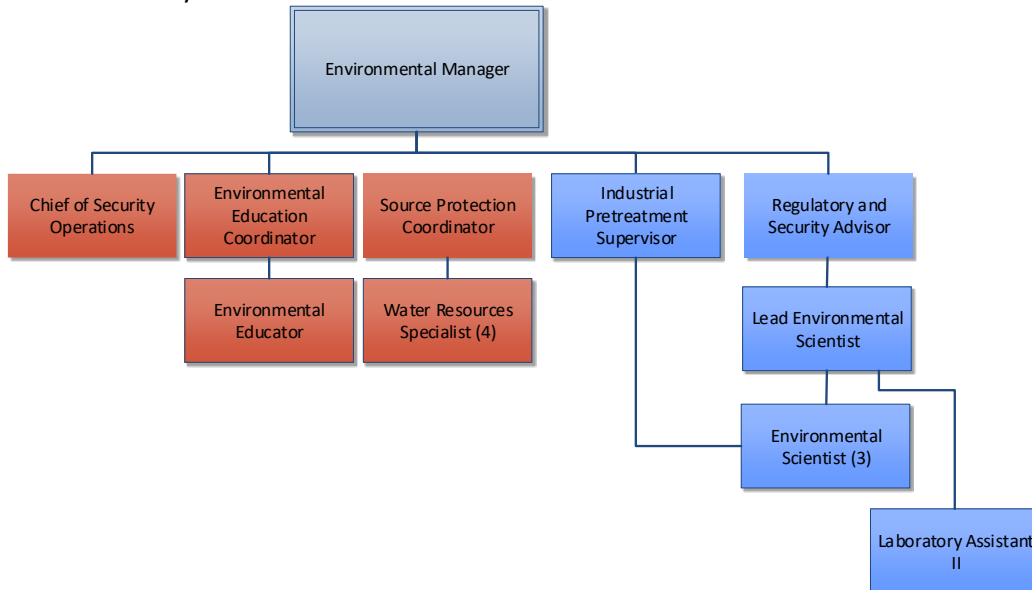 Environmental Manager
Chief of Security
Operations
Environmental
Education
Coordinator
Source Protection
Coordinator
Industrial
Pretreatment
Supervisor
Regulatory and
Security Advisor
Environmental
Educator
Water Resources
Specialist (4)
Lead Environmental
Scientist
Environmental
Scientist (3)
Laboratory Assistant
II